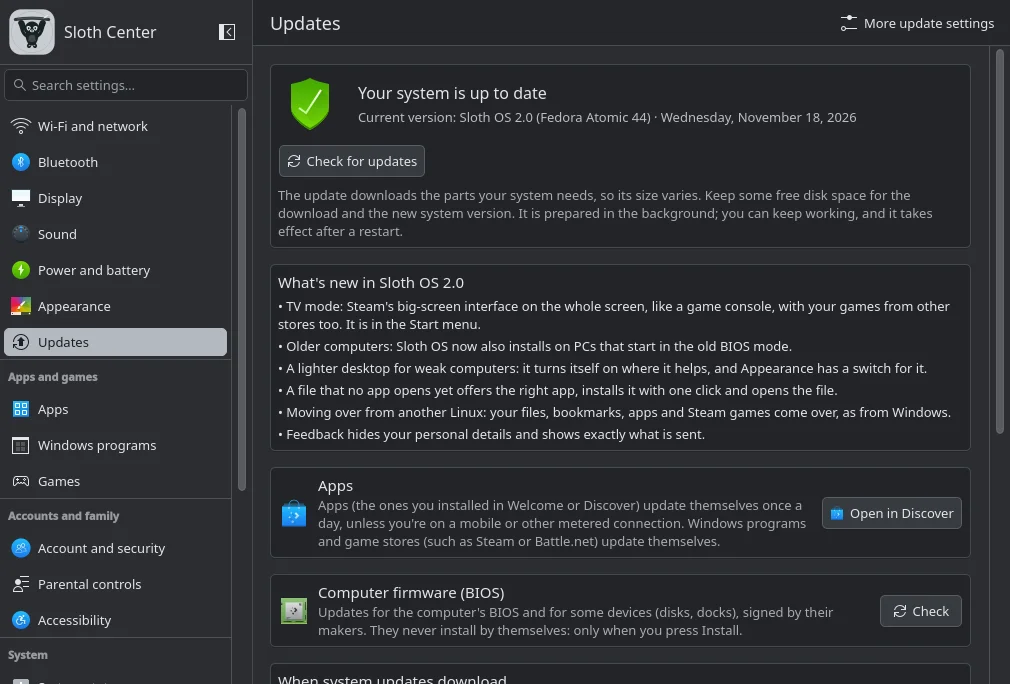 Sloth Center
Search settings...
Wi-Fi and network
Bluetooth
Display
Sound
Power and battery
Appearance
Updates
Apps and games
Apps
Windows programs
Games
Accounts and family
Account and security
Parental controls
Accessibility
System
Updates
More update settings
Your system is up to date
Current version: Sloth OS 2.0 (Fedora Atomic 44) · Wednesday, November 18, 2026
Check for updates
The update downloads the parts your system needs, so its size varies. Keep some free disk space for the
download and the new system version. It is prepared in the background; you can keep working, and it takes
effect after a restart.
What's new in Sloth OS 2.0
• TV mode: Steam's big-screen interface on the whole screen, like a game console, with your games from other
stores too. It is in the Start menu.
• Older computers: Sloth OS now also installs on PCs that start in the old BIOS mode.
• A lighter desktop for weak computers: it turns itself on where it helps, and Appearance has a switch for it.
• A file that no app opens yet offers the right app, installs it with one click and opens the file.
• Moving over from another Linux: your files, bookmarks, apps and Steam games come over, as from Windows.
• Feedback hides your personal details and shows exactly what is sent.
Apps
Apps (the ones you installed in Welcome or Discover) update themselves once a
day, unless you're on a mobile or other metered connection. Windows programs
and game stores (such as Steam or Battle.net) update themselves.
Open in Discover
Computer firmware (BIOS)
Updates for the computer's BIOS and for some devices (disks, docks), signed by their
makers. They never install by themselves: only when you press Install.
Check
When system updates download